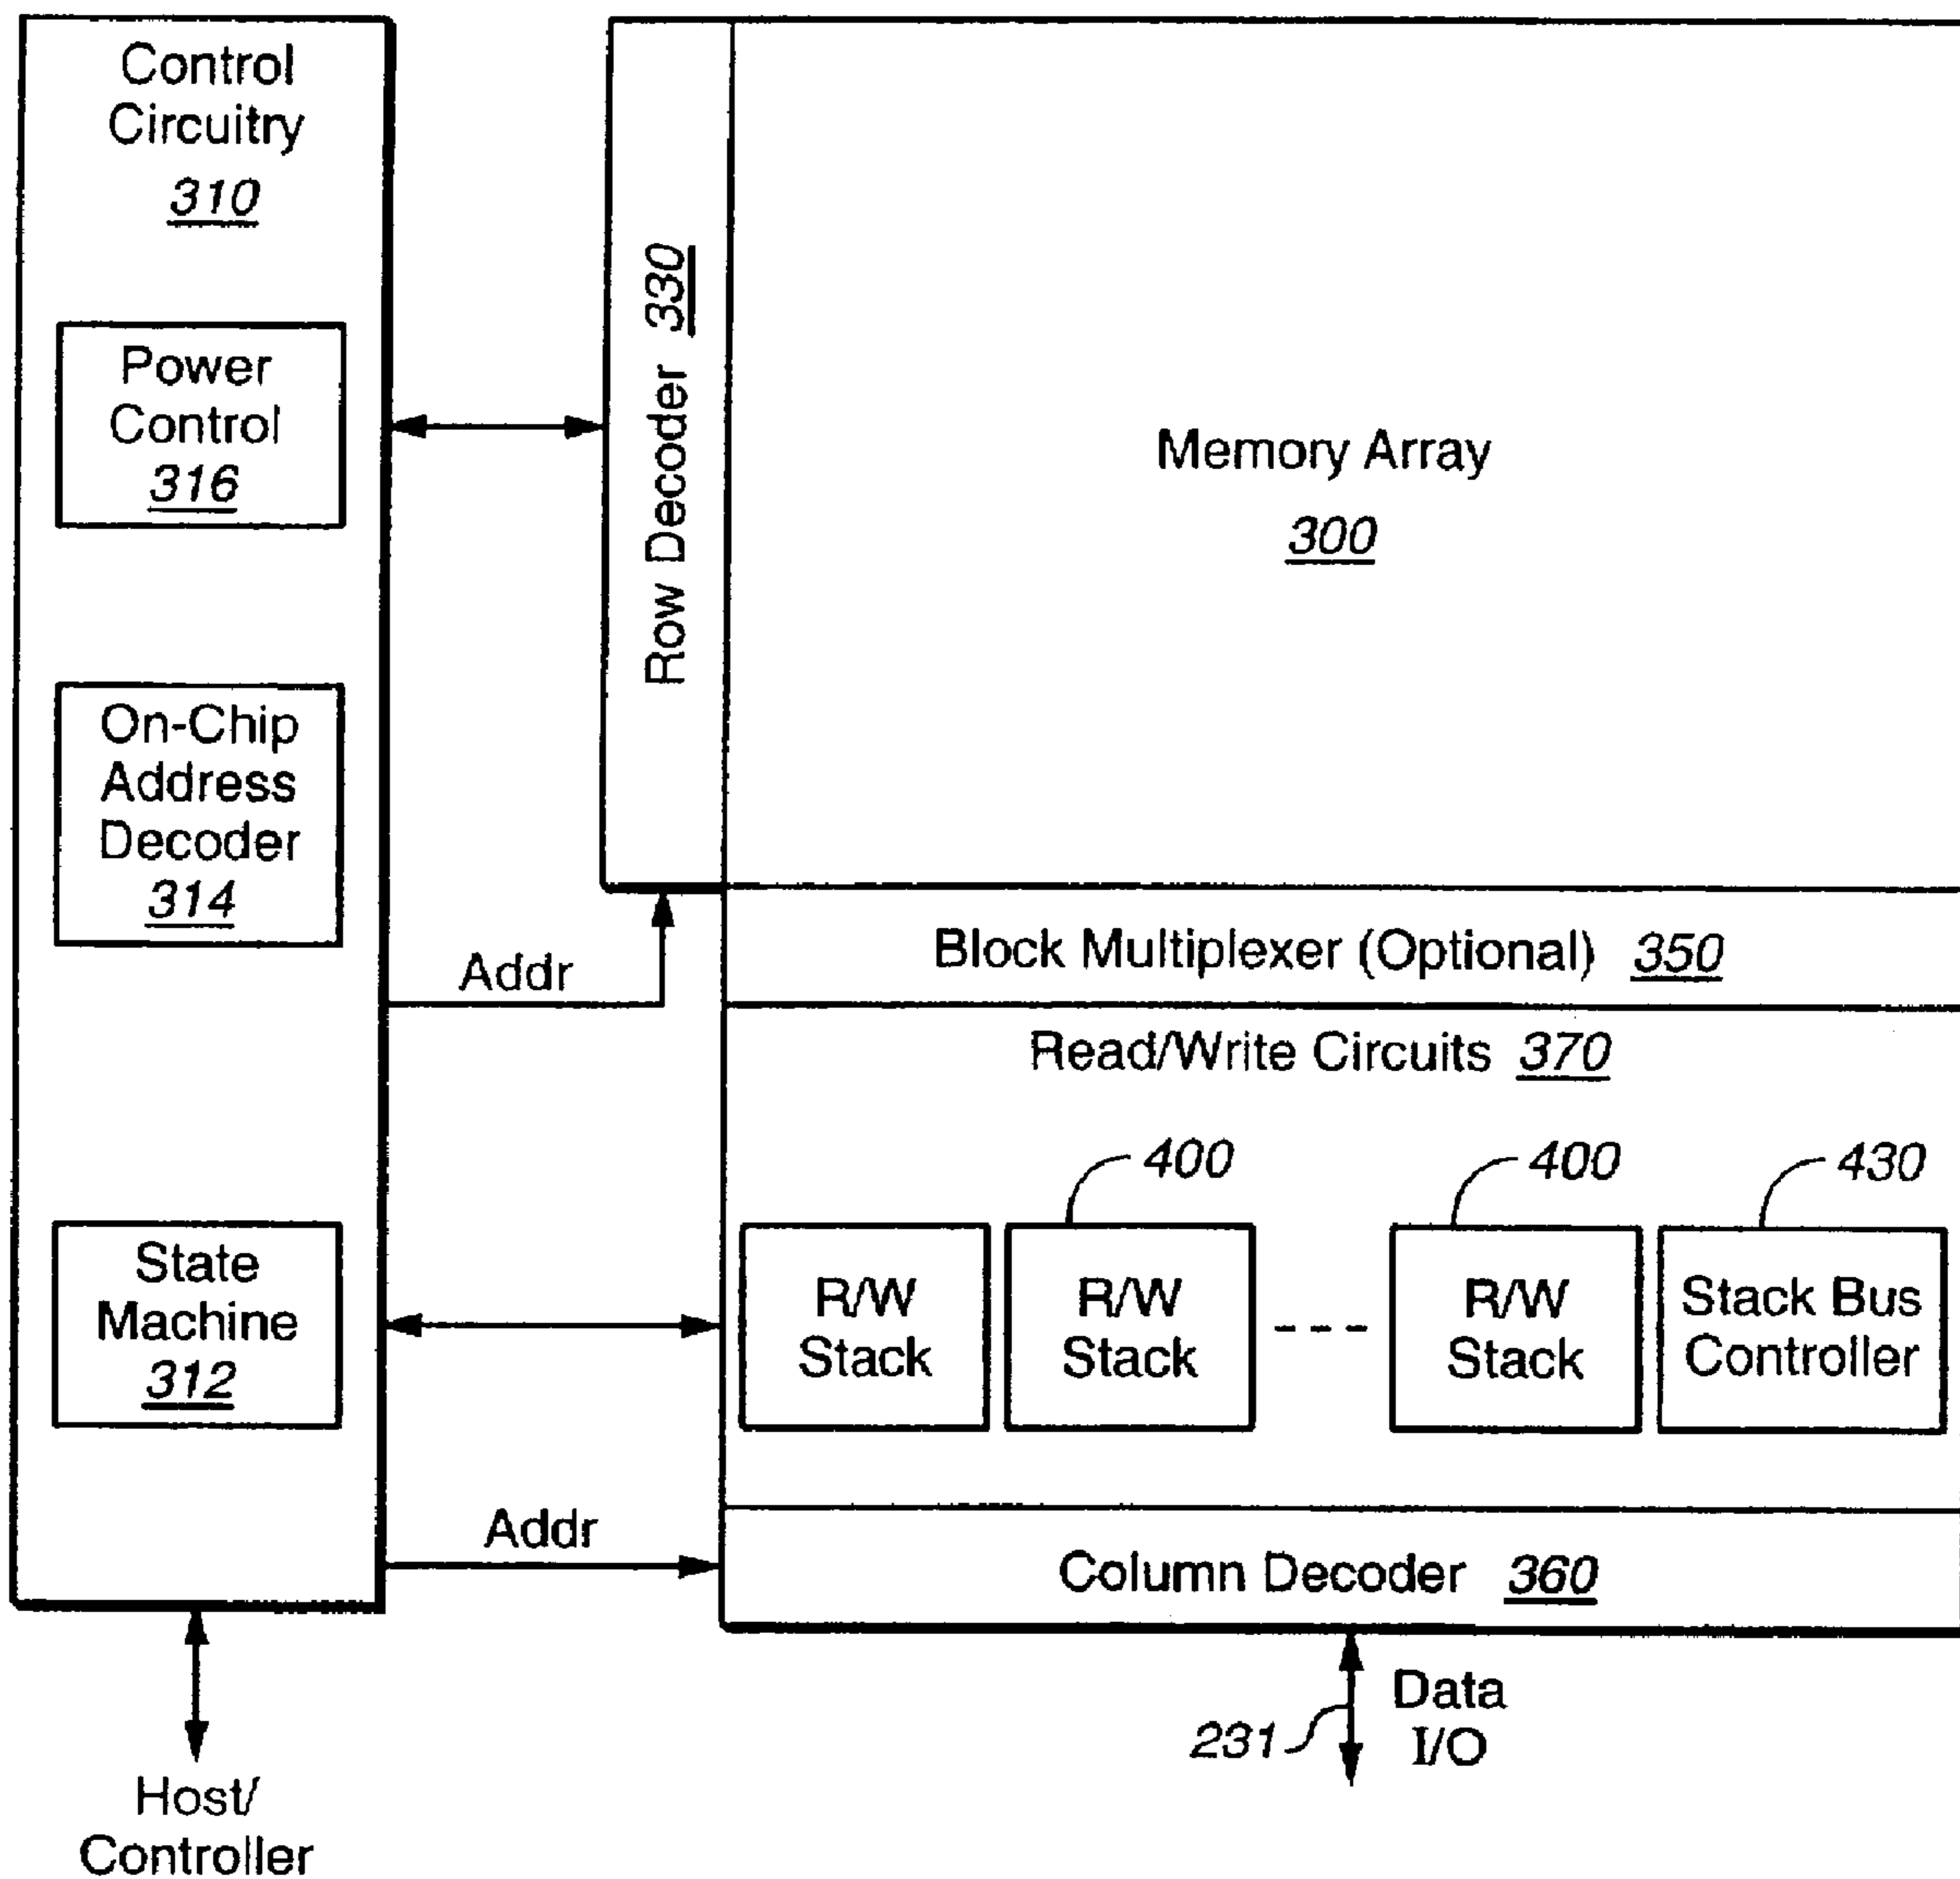 Control
Circuitry
310
Power
Control
316
On-Chip
Address
Decoder
314
State
Machine
312
Host/
Controller
Addr
Addr
Row Decoder 330
Memory Array
300
Block Multiplexer (Optional) 350
Read/Write Circuits 370
400
400
430
R/W
Stack
R/W
Stack
---
R/W
Stack
Stack Bus
Controller
Column Decoder 360
231
Data
I/O